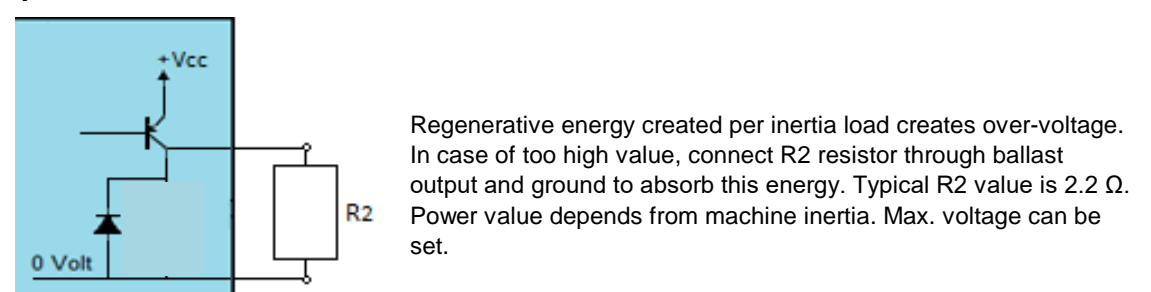 +Vcc
Regenerative energy created per inertia load creates over-voltage.
In case of too high value, connect R2 resistor through ballast
output and ground to absorb this energy. Typical R2 value is 2.2 Ω.
R2
Power value depends from machine inertia. Max. voltage can be
set.
0 Volt